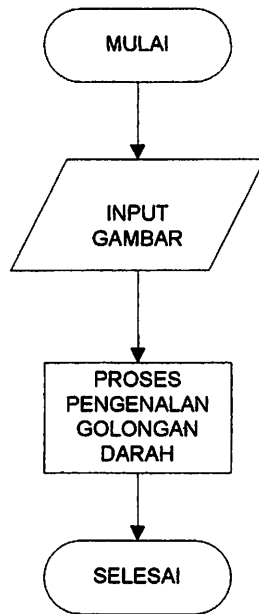 MULAI
INPUT
GAMBAR
PROSES
PENGENALAN
GOLONGAN
DARAH
SELESAI